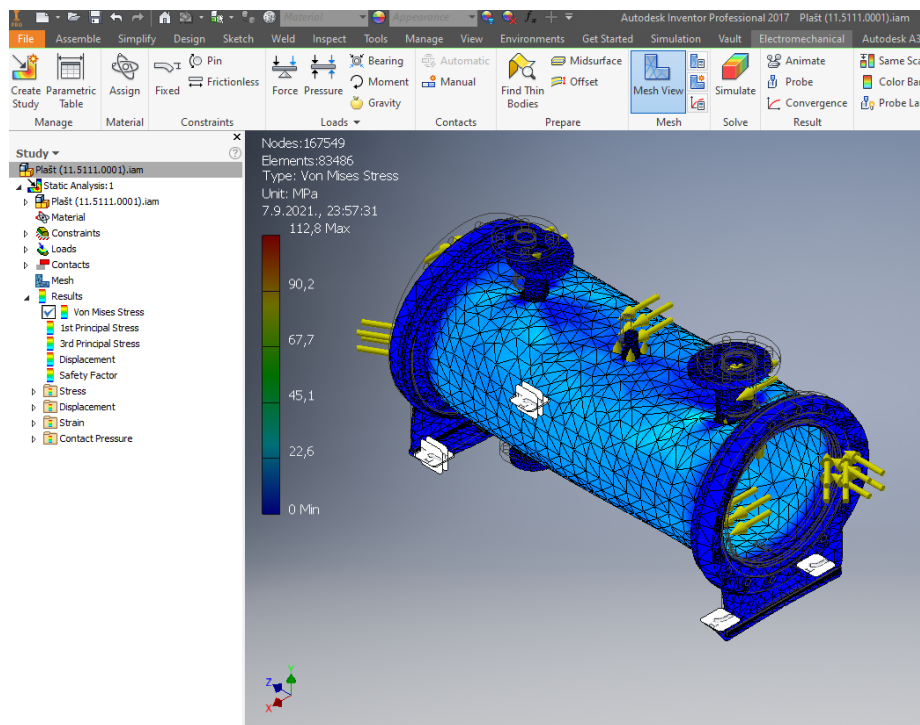 PRO
Material
Appearance
Autodesk Inventor Professional 2017 Plašt (11.5111.0001).iam
File Assemble Simplify Design Sketch Weld Inspect Tools Manage View Environments Get Started Simulation Vault Electromechanical Autodesk A3
Create Study
Parametric Table
Manage
Assign
Material
Fixed
Pin
Frictionless
Constraints
Force
Pressure
Bearing
Moment
Gravity
Loads
Automatic
Manual
Contacts
Find Thin Bodies
Midsurface
Offset
Prepare
Mesh View
Mesh
Simulate
Solve
Animate
Probe
Convergence
Result
Same Sca
Color Bar
Probe La
Study
Plašt (11.5111.0001).iam
Static Analysis:1
Plašt (11.5111.0001).iam
Material
Constraints
Loads
Contacts
Mesh
Results
Von Mises Stress
1st Principal Stress
3rd Principal Stress
Displacement
Safety Factor
Stress
Displacement
Strain
Contact Pressure
Nodes:167549
Elements:83486
Type: Von Mises Stress
Unit: MPa
7.9.2021., 23:57:31
112,8 Max
90,2
67,7
45,1
22,6
0 Min
Z
Y
X